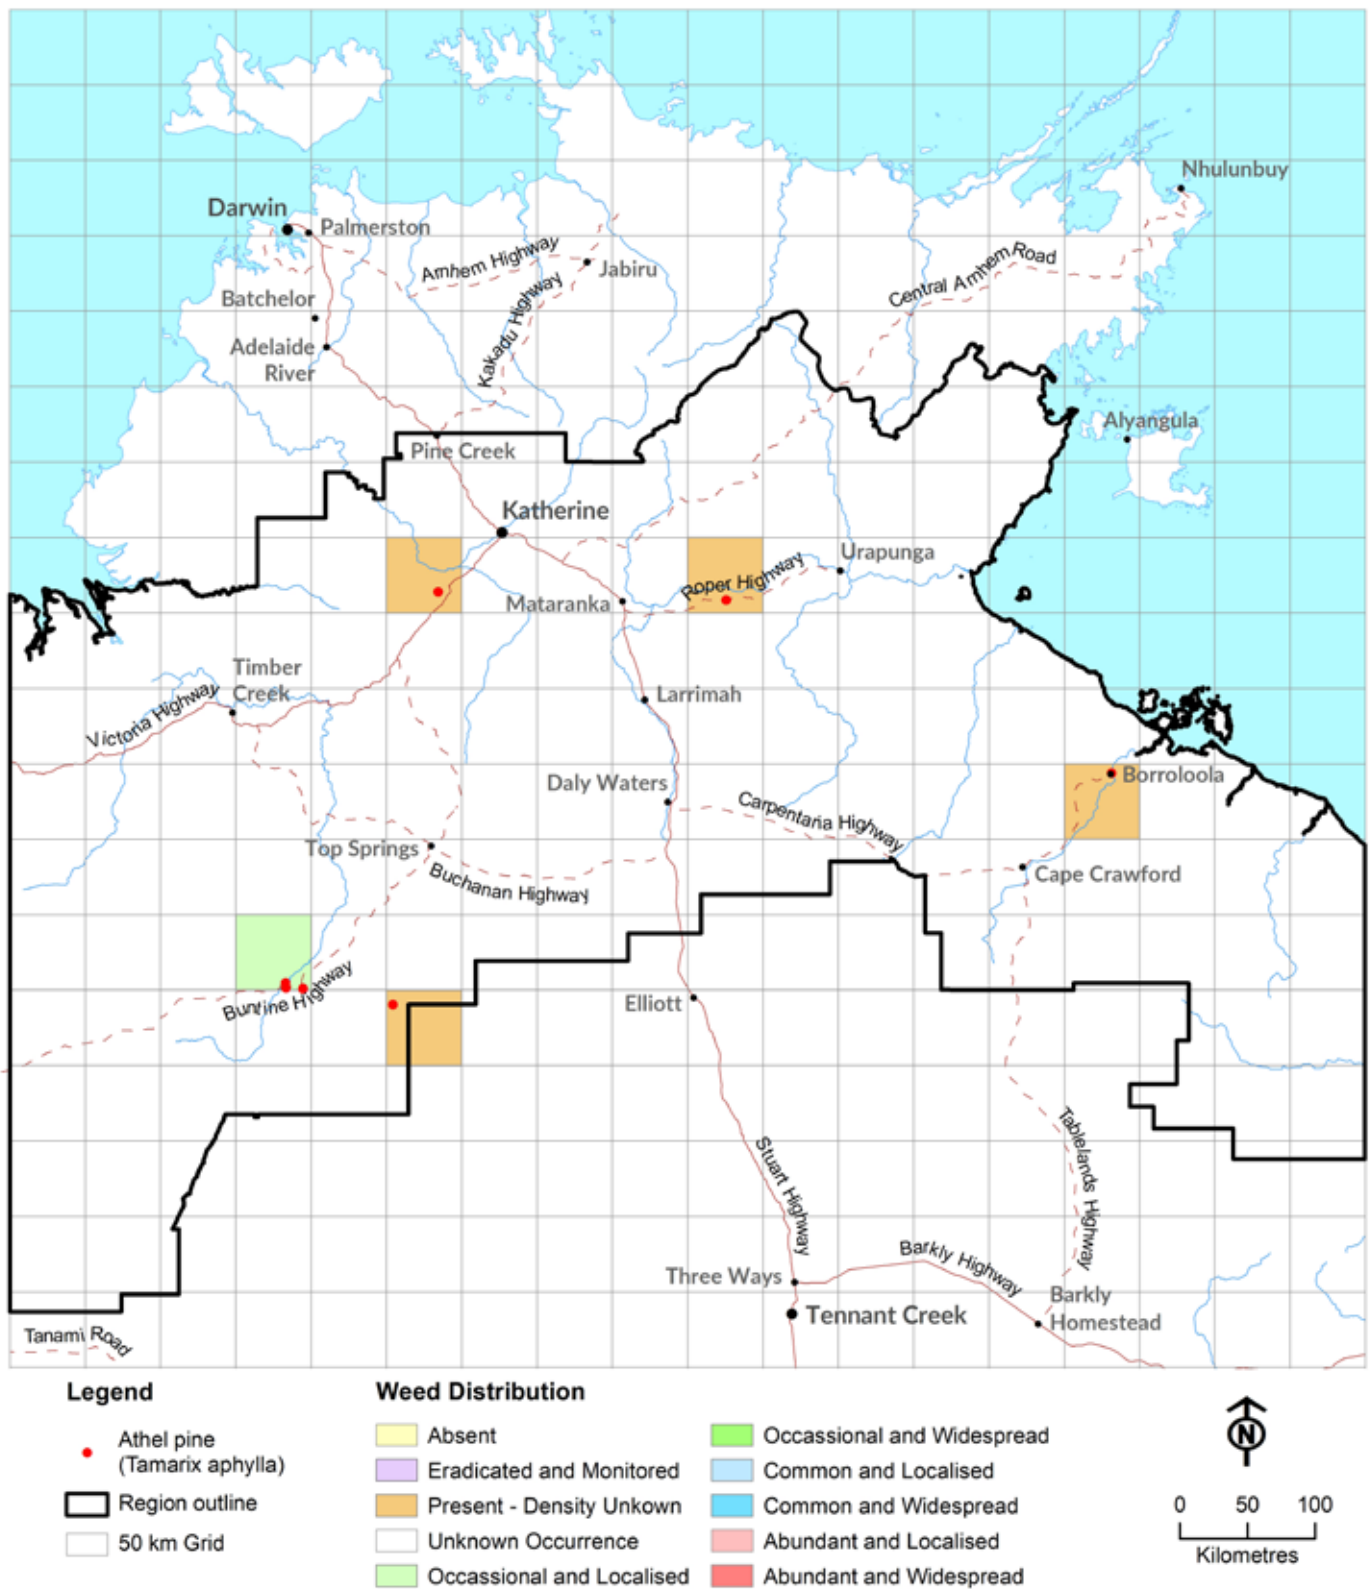 Nhulunbuy
Darwin
Palmerston
Arnhem Highway
Jabiru
Central Arnhem Road
Batchelor
Kakadu Highway
Adelaide
River
Alyangula
Pine Creek
Katherine
Urapunga
Roper Highway
Mataranka
Timber
Creek
Victoria Highway
Larrimah
Daly Waters
Borroloola
Carpentaria Highway
Top Springs
Buchanan Highway
Cape Crawford
Buntine Highway
Elliott
Stuart Highway
Tablelands Highway
Three Ways
Barkly Highway
Barkly
Homestead
Tennant Creek
Tanami Road
Legend
Athel pine
(Tamarix aphylla)
Region outline
50 km Grid
Weed Distribution
Absent
Eradicated and Monitored
Present - Density Unkown
Unknown Occurrence
Occassional and Localised
Occassional and Widespread
Common and Localised
Common and Widespread
Abundant and Localised
Abundant and Widespread
N
0 50 100
Kilometres